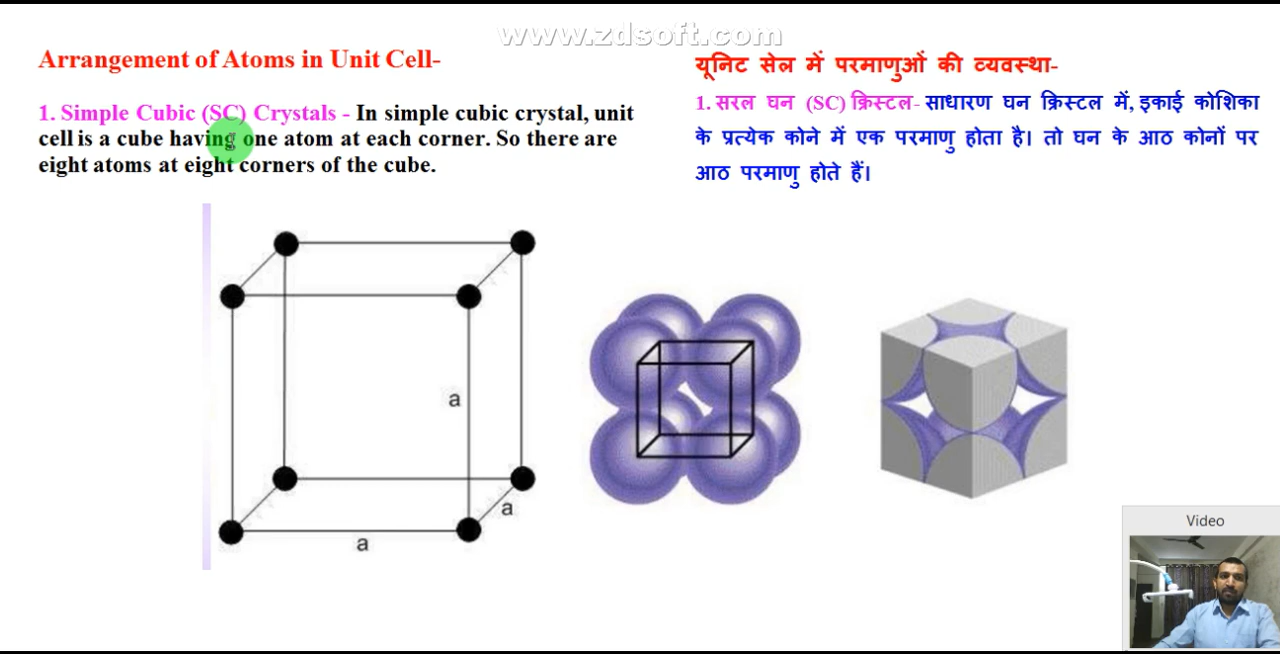 www.zdsoft.com
Arrangement of Atoms in Unit Cell-
1. Simple Cubic (SC) Crystals - In simple cubic crystal, unit
cell is a cube having one atom at each corner. So there are
eight atoms at eight corners of the cube.
यूनिट सेल में परमाणुओं की व्यवस्था-
1. सरल घन (SC) क्रिस्टल- साधारण घन क्रिस्टल में, इकाई कोशिका
के प्रत्येक कोने में एक परमाणु होता है। तो घन के आठ कोनों पर
आठ परमाणु होते हैं।
a
a
a
Video